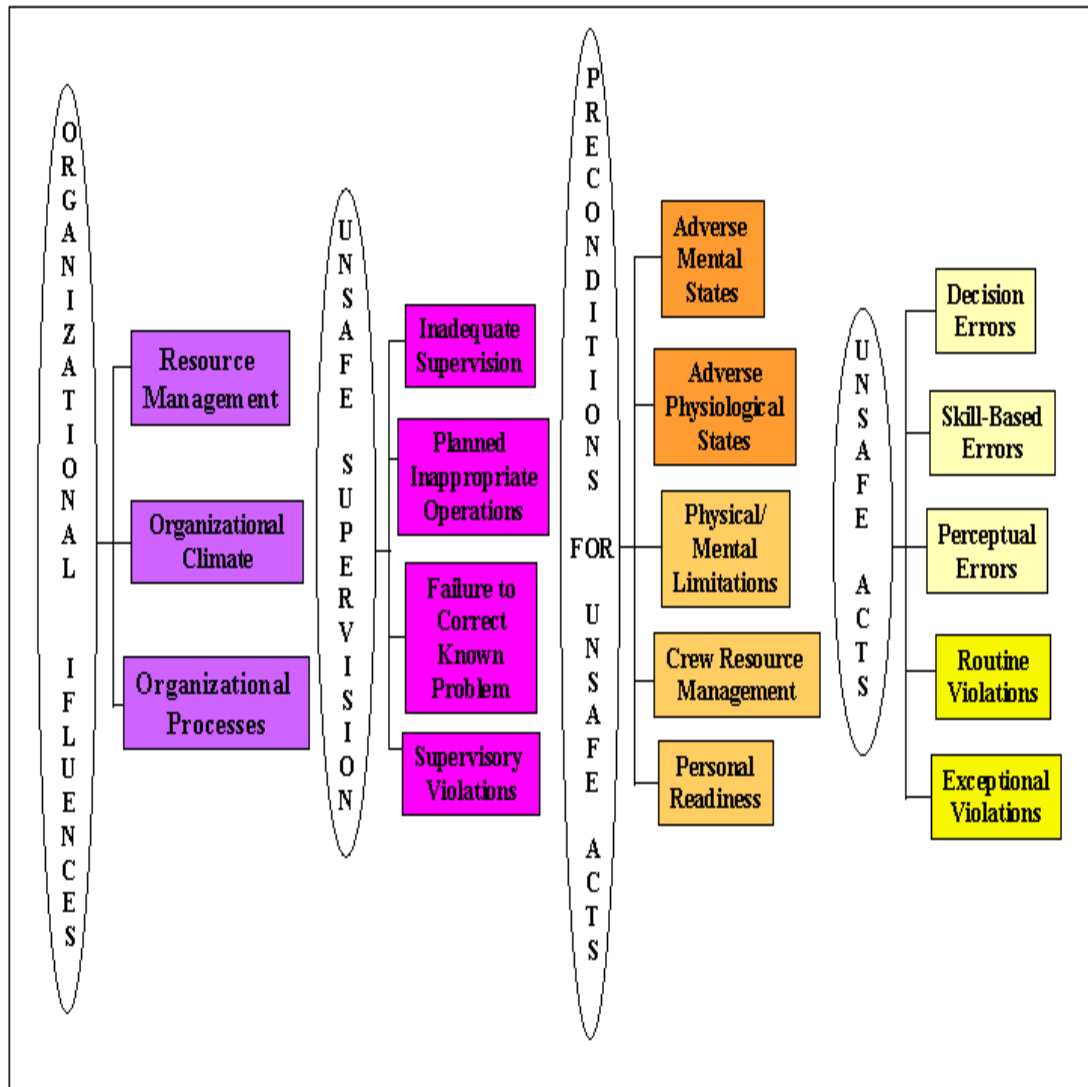 ORGANIZATIONAL IFLUENCES
Resource
Management
Organizational
Climate
Organizational
Processes
UNSAFE SUPERVISION
Inadequate
Supervision
Planned
Inappropriate
Operations
Failure to
Correct
Known
Problem
Supervisory
Violations
PRECONDITIONS FOR UNSAFE ACTS
Adverse
Mental
States
Adverse
Physiological
States
Physical/
Mental
Limitations
Crew Resource
Management
Personal
Readiness
UNSAFE ACTS
Decision
Errors
Skill-Based
Errors
Perceptual
Errors
Routine
Violations
Exceptional
Violations